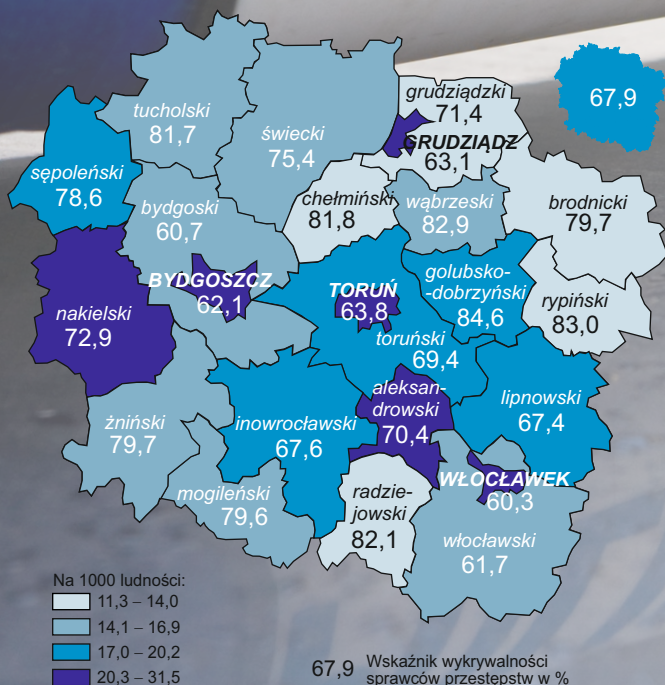 tucholski
81,7
świecki
75,4
grudziądzki
71,4
GRUDZIĄDZ
63,1
67,9
sępoleński
78,6
bydgoski
60,7
chełmiński
81,8
wąbrzeski
82,9
brodnicki
79,7
BYDGOSZCZ
62,1
nakielski
72,9
TORUŃ
63,8
golubsko-
-dobrzyński
84,6
rypiński
83,0
toruński
69,4
żniński
79,7
inowrocławski
67,6
aleksan-
drowski
70,4
lipnowski
67,4
mogileński
79,6
radzie-
jowski
82,1
WŁOCŁAWEK
60,3
włocławski
61,7
Na 1000 ludności:
11,3 – 14,0
14,1 – 16,9
17,0 – 20,2
20,3 – 31,5
67,9 Wskaźnik wykrywalności
sprawców przestępstw w %